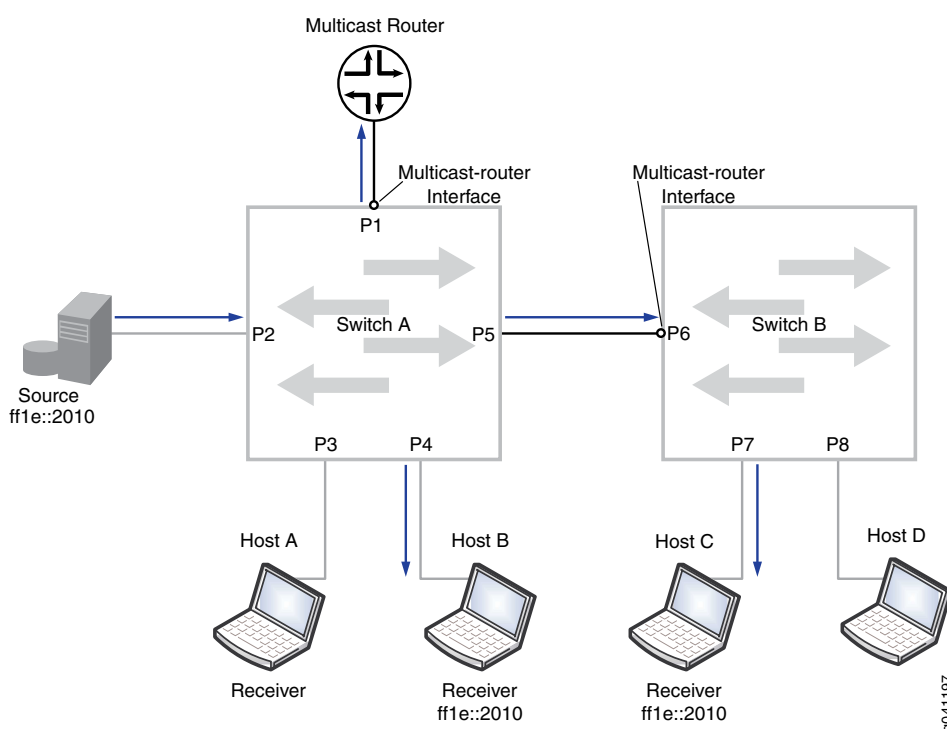 Multicast Router
Multicast-router
Interface
Multicast-router
Interface
P1
P2
Switch A
P5
P6
Switch B
Source
ff1e::2010
P3
P4
P7
P8
Host A
Host B
Host C
Host D
Receiver
Receiver
ff1e::2010
Receiver
ff1e::2010
g041197